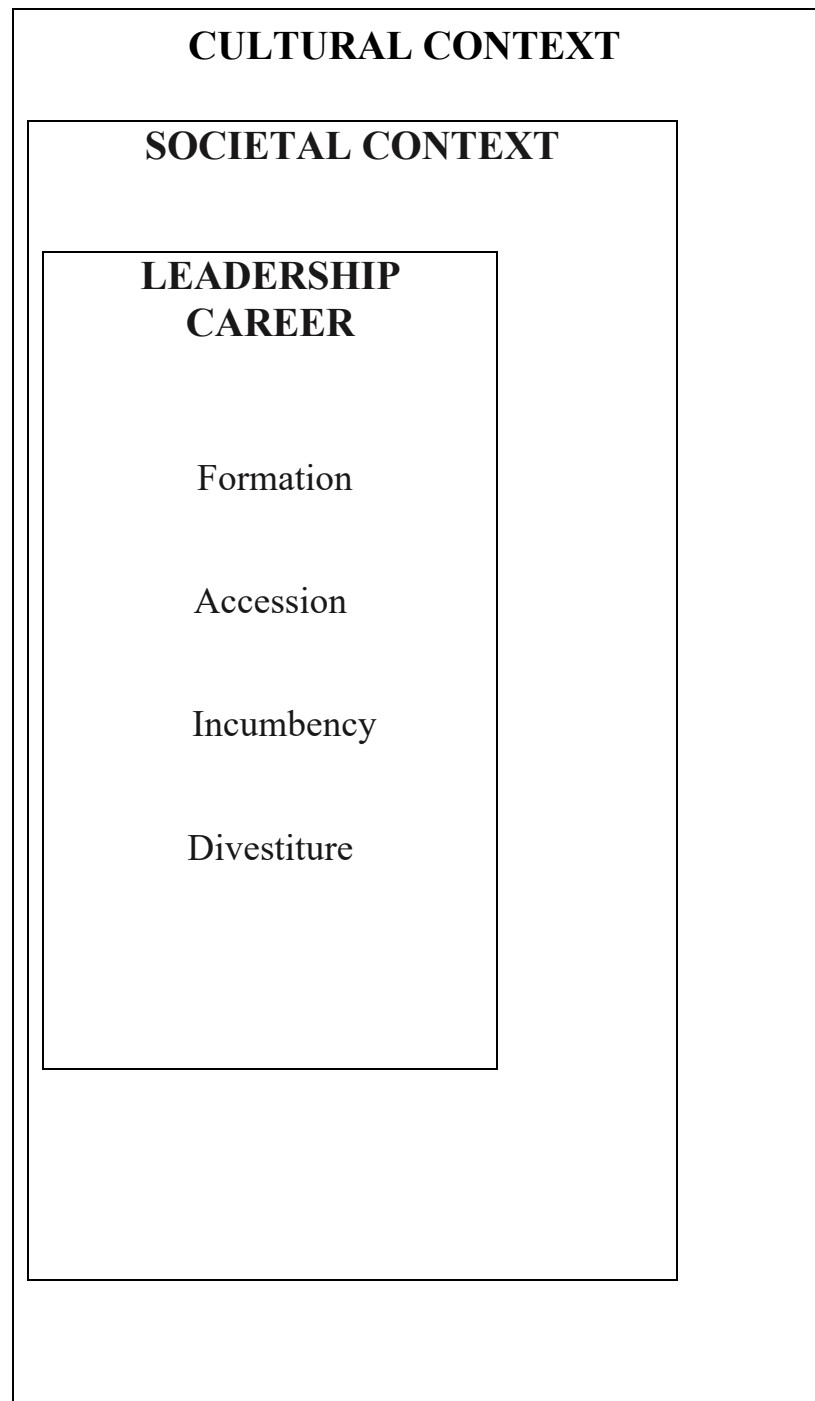 CULTURAL CONTEXT
SOCIETAL CONTEXT
LEADERSHIP
CAREER
Formation
Accession
Incumbency
Divestiture